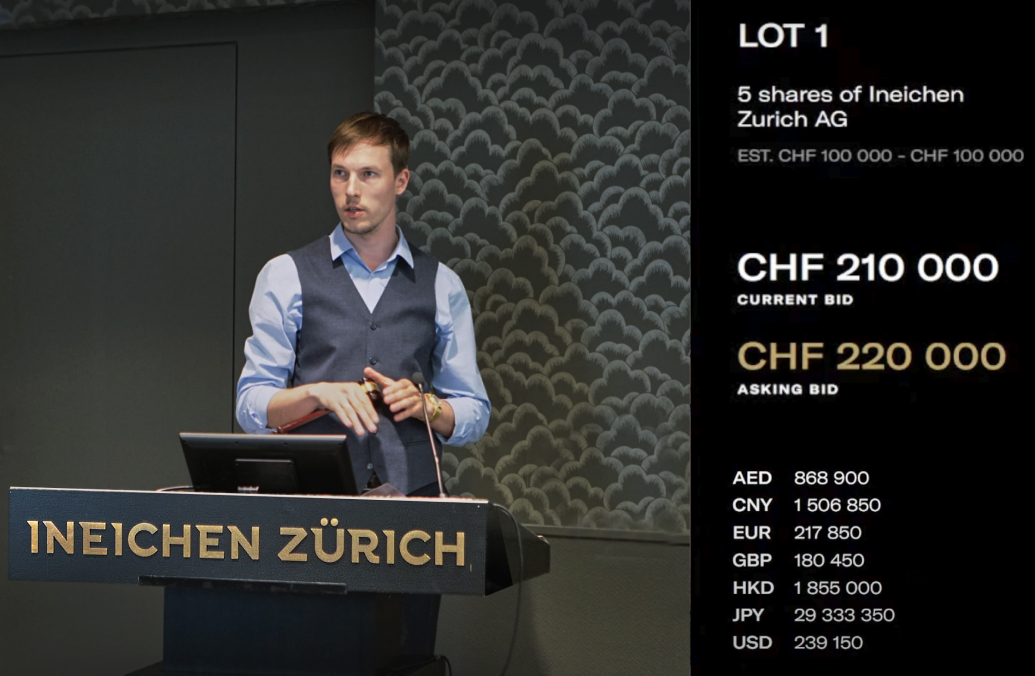 INEICHEN ZÜRICH
LOT 1
5 shares of Ineichen
Zurich AG
EST. CHF 100 000 - CHF 100 000
CHF 210 000
CURRENT BID
CHF 220 000
ASKING BID
AED 868 900
CNY 1 506 850
EUR 217 850
GBP 180 450
HKD 1 855 000
JPY 29 333 350
USD 239 150